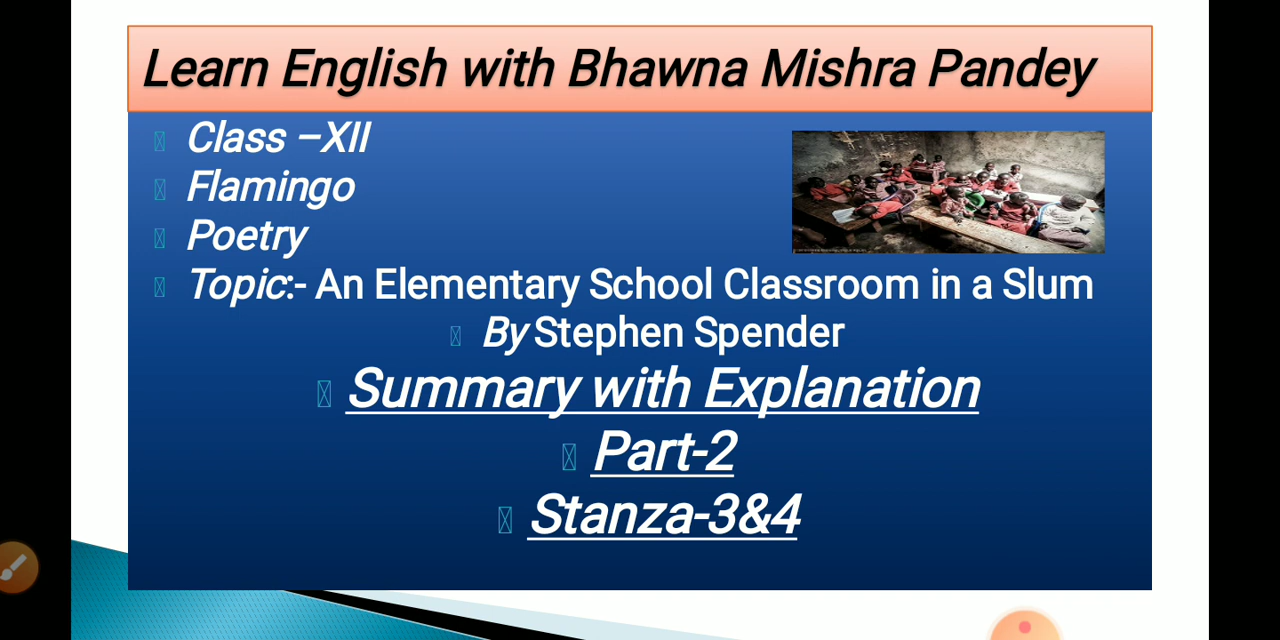 Learn English with Bhawna Mishra Pandey
Class –XII
Flamingo
Poetry
Topic:- An Elementary School Classroom in a Slum
By Stephen Spender
Summary with Explanation
Part-2
Stanza-3&4